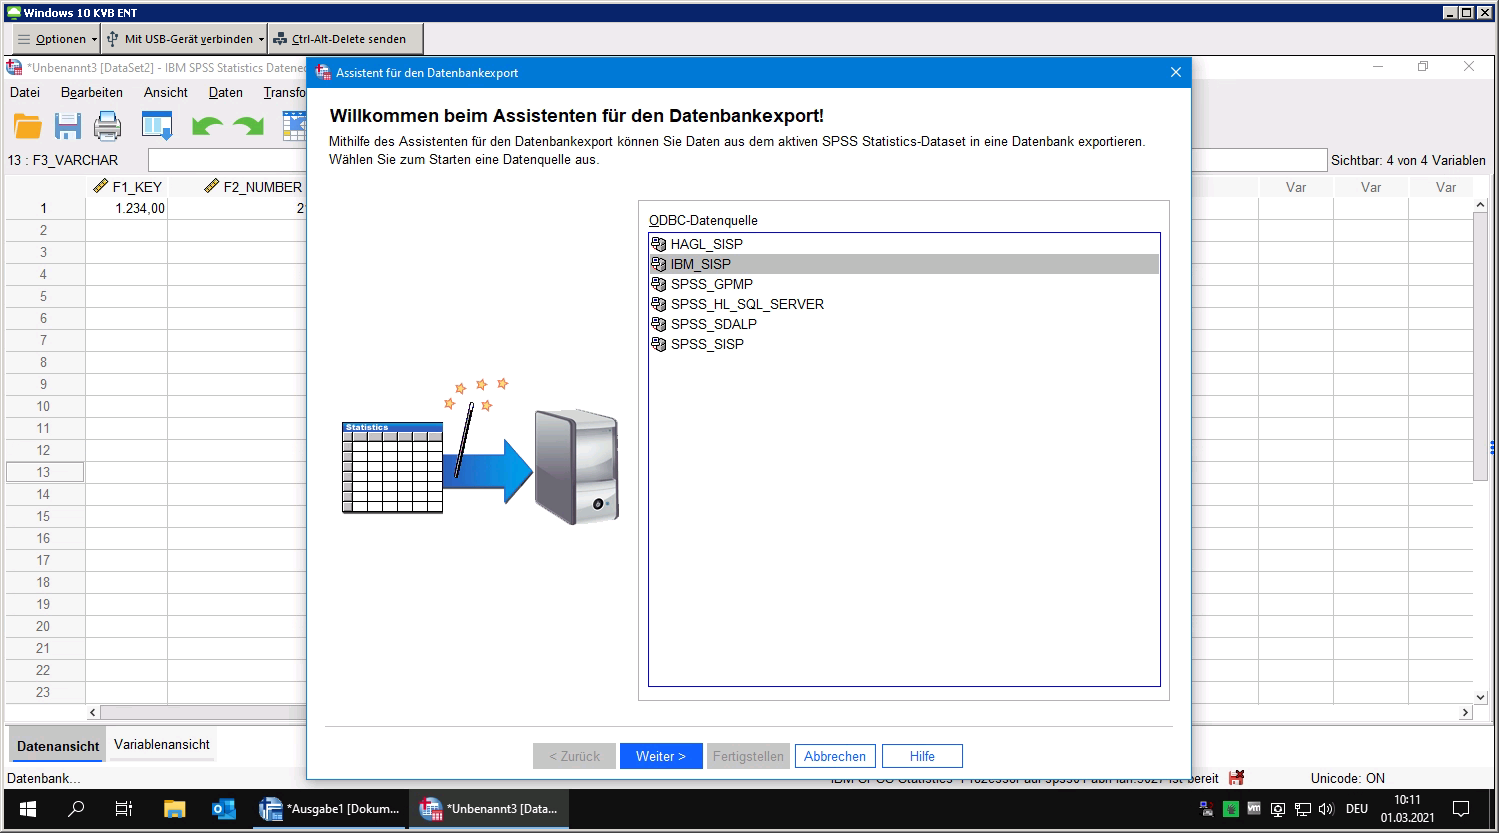 Windows 10 KVB ENT
Optionen
Mit USB-Gerät verbinden
Ctrl-Alt-Delete senden
*Unbenannt3 [DataSet2] - IBM SPSS Statistics Datene
Assistent für den Datenbankexport
Datei Bearbeiten Ansicht Daten Transfo
Willkommen beim Assistenten für den Datenbankexport!
Mithilfe des Assistenten für den Datenbankexport können Sie Daten aus dem aktiven SPSS Statistics-Dataset in eine Datenbank exportieren.
Wählen Sie zum Starten eine Datenquelle aus.
13 : F3_VARCHAR
Sichtbar: 4 von 4 Variablen
F1_KEY F2_NUMBER
Var Var Var
1 1.234,00 2
2
3
4
5
6
7
8
9
10
11
12
13
14
15
16
17
18
19
20
21
22
23
ODBC-Datenquelle
HAGL_SISP
IBM_SISP
SPSS_GPMP
SPSS_HL_SQL_SERVER
SPSS_SDALP
SPSS_SISP
Statistics
< Zurück Weiter > Fertigstellen Abbrechen Hilfe
Datenansicht Variablenansicht
Datenbank...
bereit
Unicode: ON
*Ausgabe1 [Dokum...
*Unbenannt3 [Data...
vm
DEU
10:11
01.03.2021